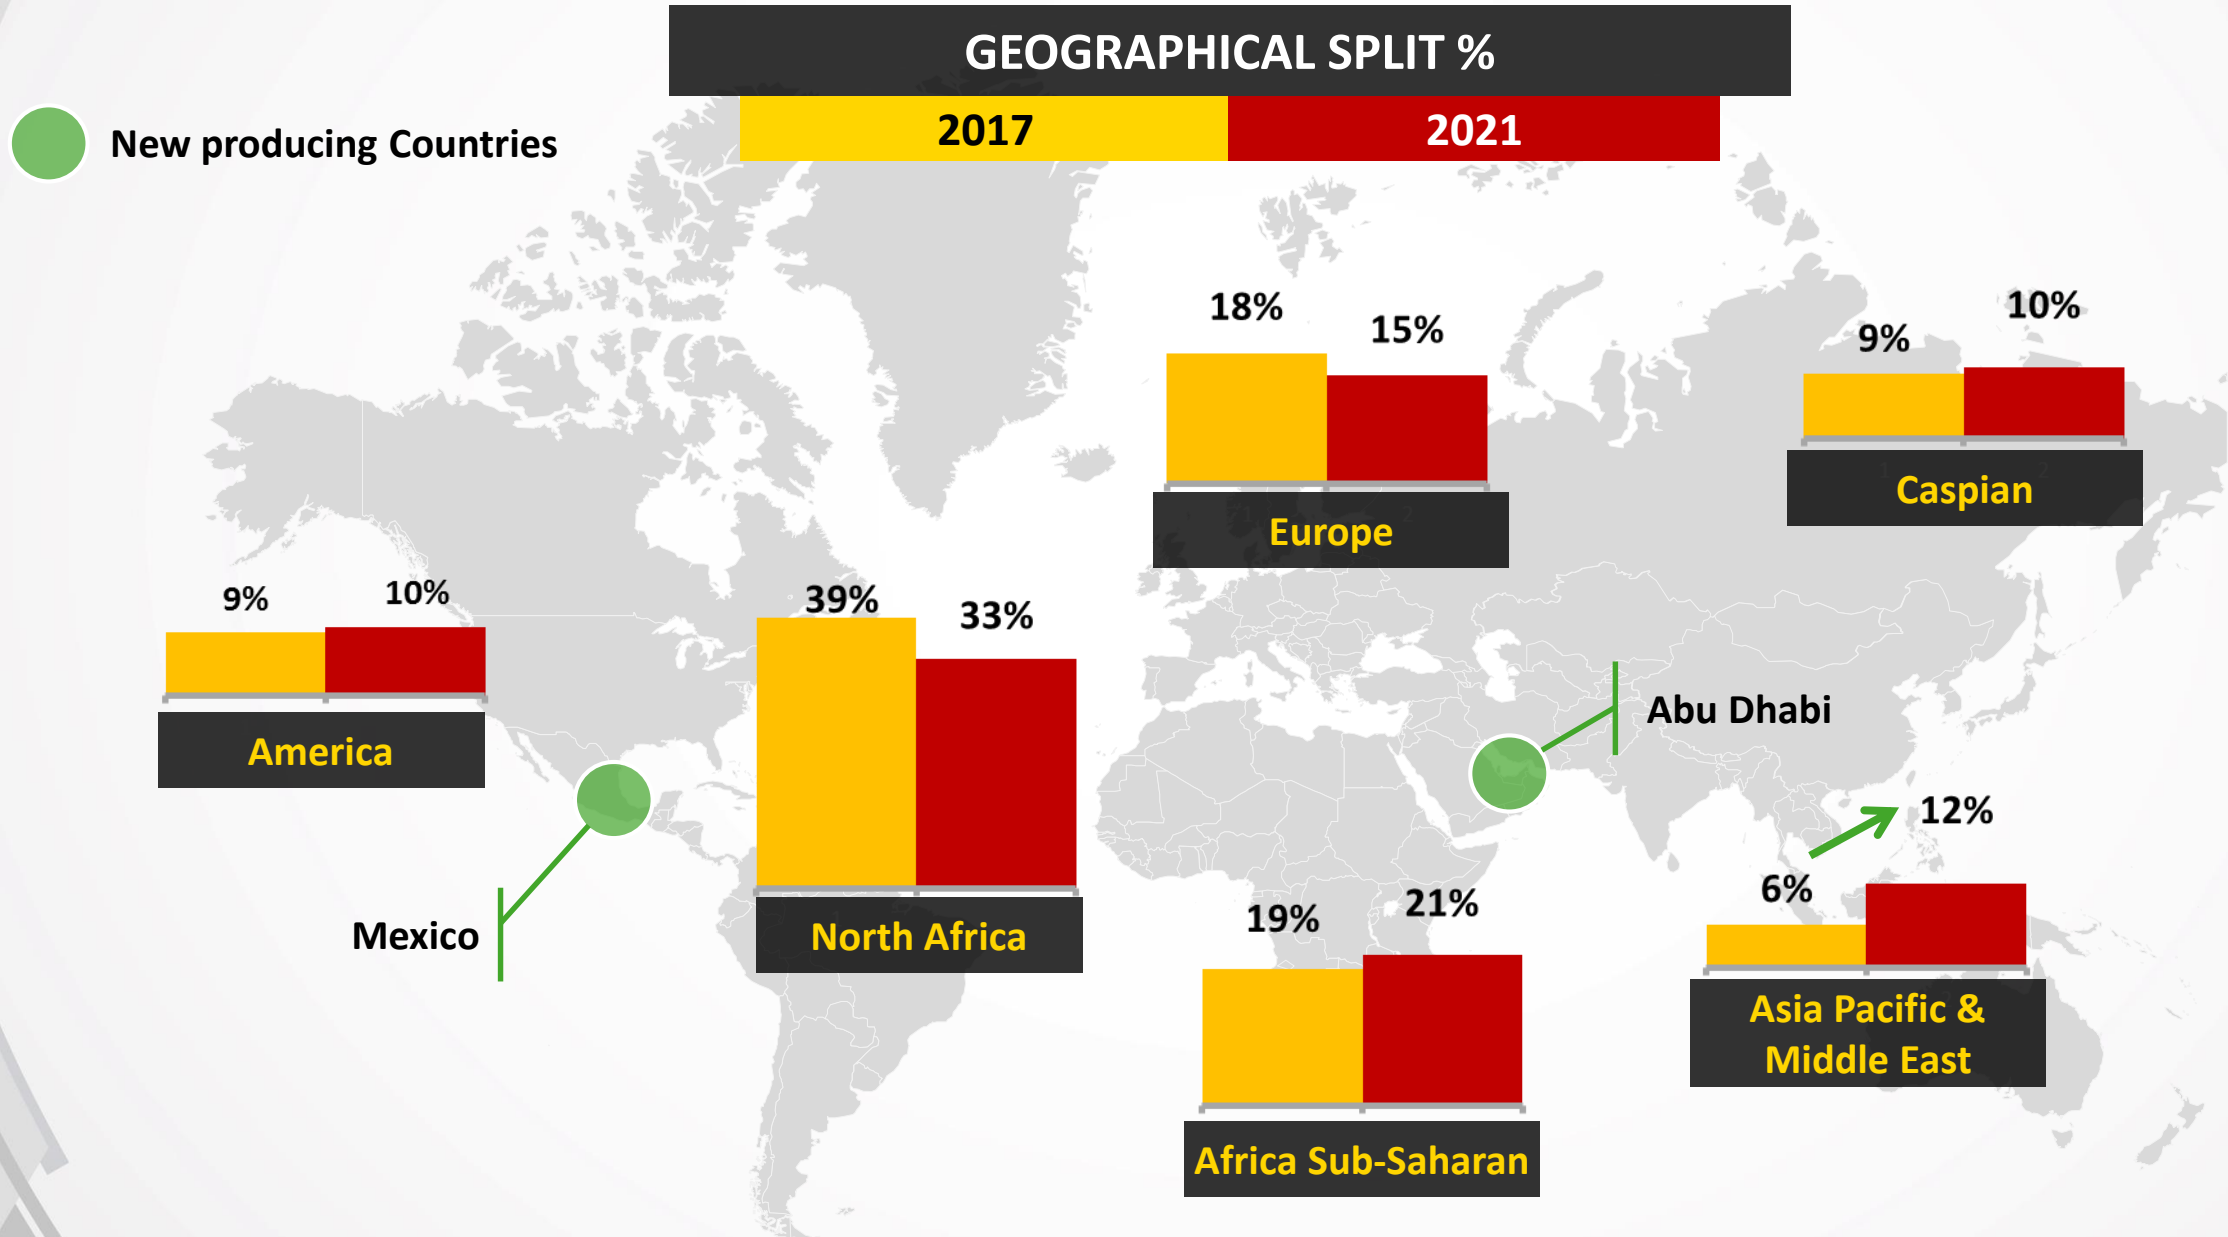 GEOGRAPHICAL SPLIT %
2017 2021
New producing Countries
18% 15%
Europe
9% 10%
Caspian
9% 10%
America
39% 33%
North Africa
Abu Dhabi
Mexico
19% 21%
Africa Sub-Saharan
6% 12%
Asia Pacific &
Middle East